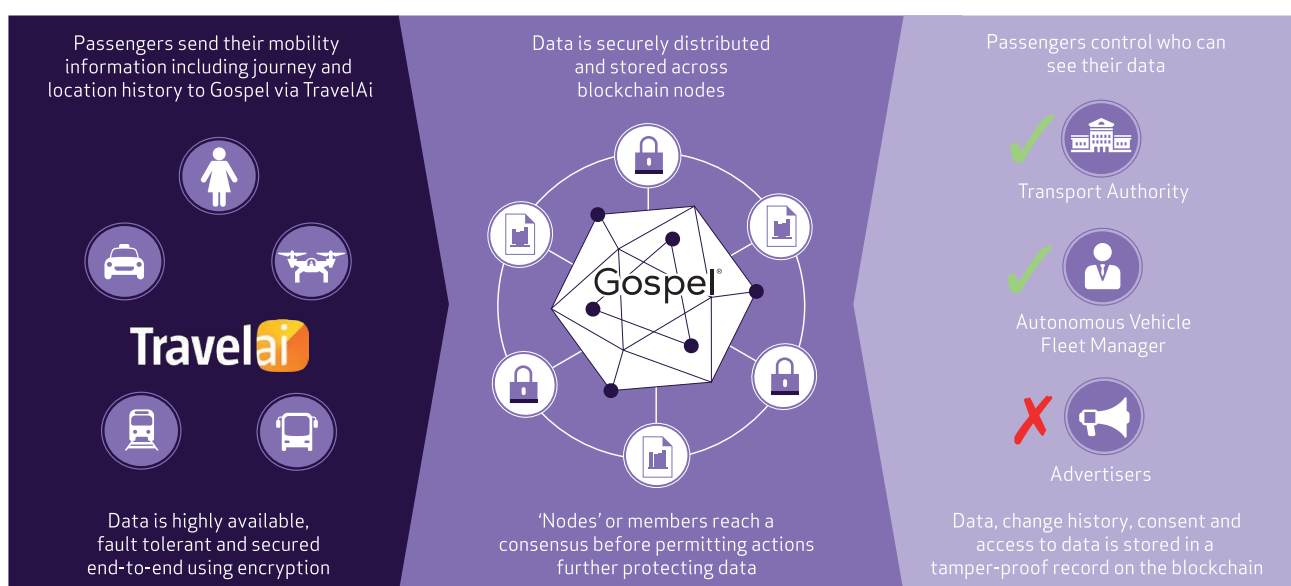 Passengers send their mobility
information including journey and
location history to Gospel via TravelAi
Travelai
Data is highly available,
fault tolerant and secured
end-to-end using encryption
Data is securely distributed
and stored across
blockchain nodes
Gospel®
'Nodes' or members reach a
consensus before permitting actions
further protecting data
Passengers control who can
see their data
Transport Authority
Autonomous Vehicle
Fleet Manager
Advertisers
Data, change history, consent and
access to data is stored in a
tamper-proof record on the blockchain